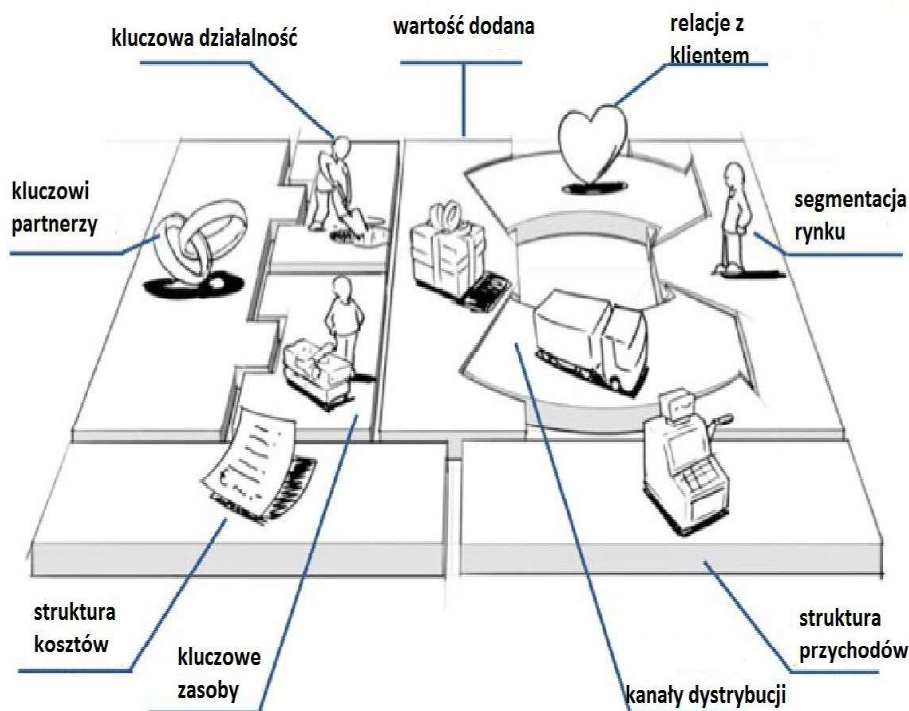 kluczowa działalność
wartość dodana
relacje z
klientem
kluczowi
partnerzy
segmentacja
rynku
struktura
kosztów
kluczowe
zasoby
kanały dystrybucji
struktura
przychodów